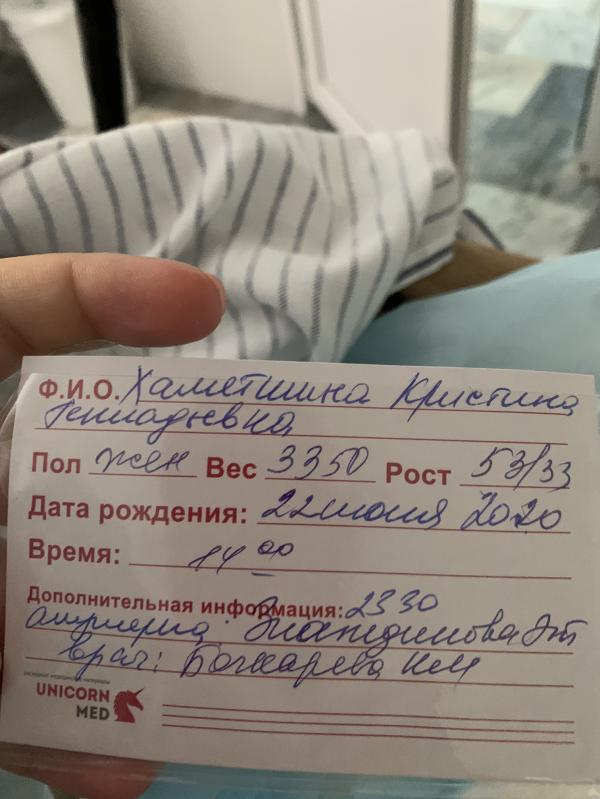 Ф.И.О. Хаметшина Кристина
Геннадьевна
Пол жен Вес 3350 Рост 53/33
Дата рождения: 22 июня 2020
Время: 14 00
Дополнительная информация: 2330
врач: Бочкарева
UNICORN
MED